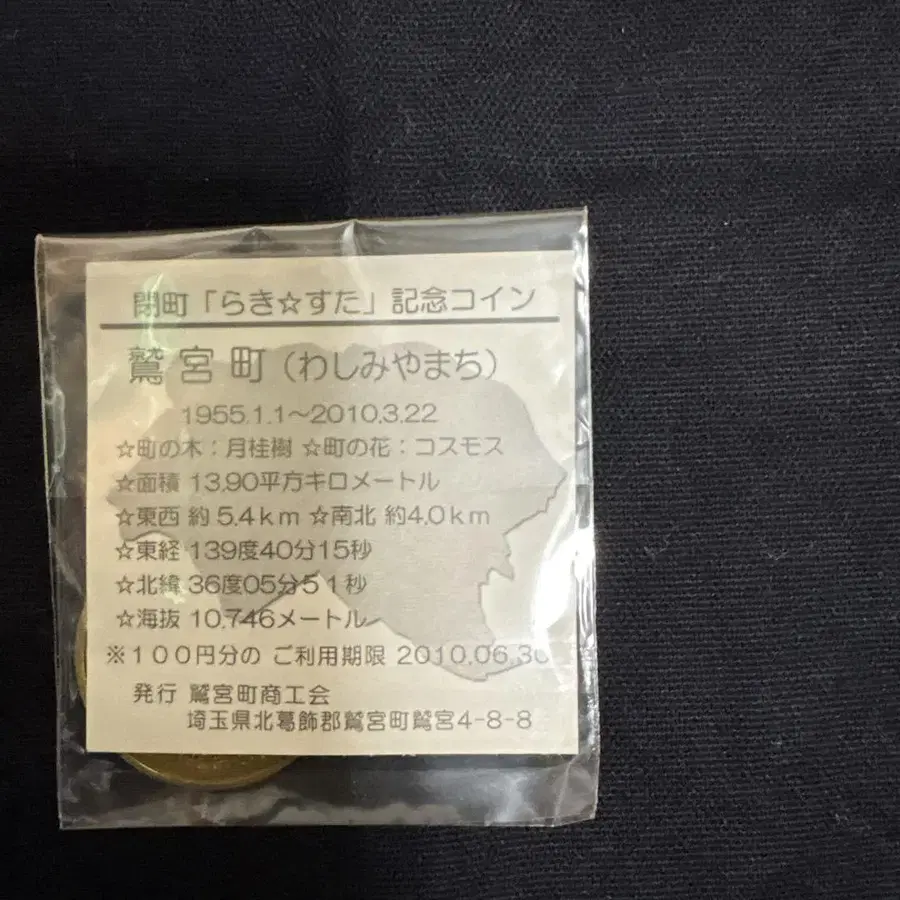 閉町「らき☆すた」記念コイン
鷲宮町(わしみやまち)
1955.1.1～2010.3.22
☆町の木：月桂樹 ☆町の花：コスモス
☆面積 13.90平方キロメートル
☆東西 約5.4km ☆南北 約4.0km
☆東経 139度40分15秒
☆北緯 36度05分51秒
☆海抜 10.746メートル
※100円分の ご利用期限 2010.06.30
発行 鷲宮町商工会
埼玉県北葛飾郡鷲宮町鷲宮4-8-8